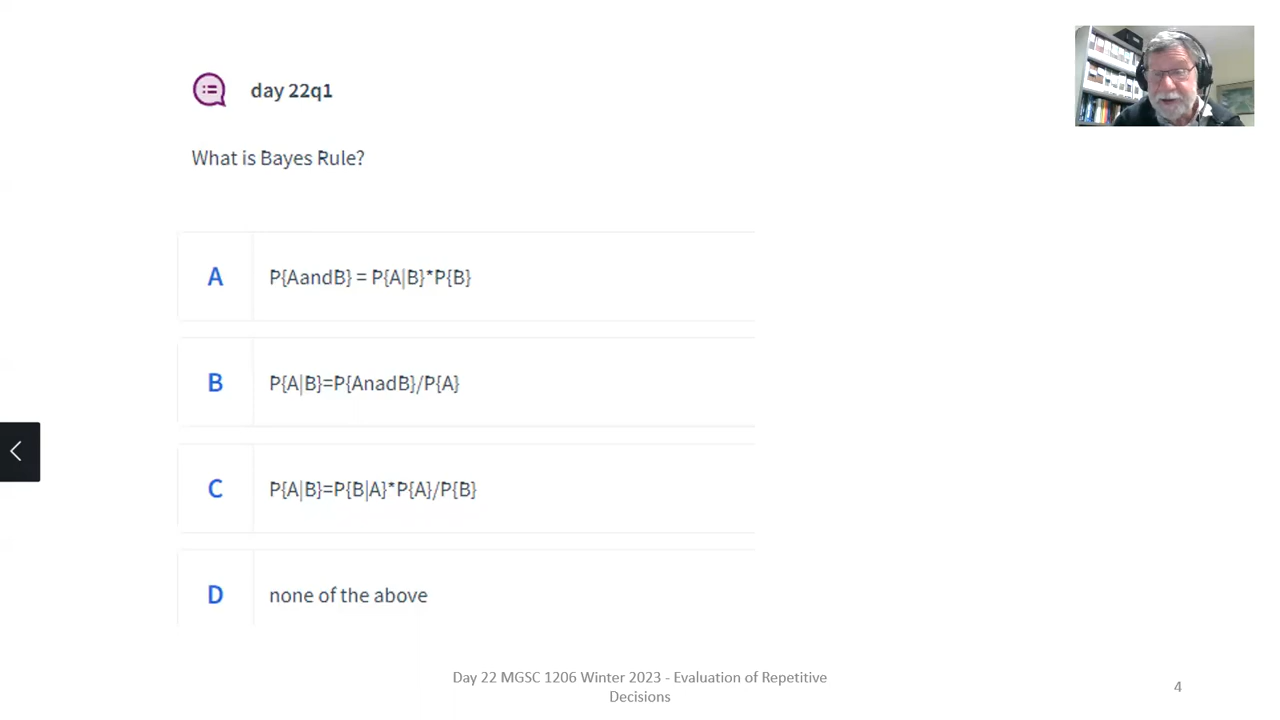 day 22q1
What is Bayes Rule?
A
P{AandB} = P{A|B}*P{B}
B
P{A|B}=P{AnadB}/P{A}
C
P{A|B}=P{B|A}*P{A}/P{B}
D
none of the above
Day 22 MGSC 1206 Winter 2023 - Evaluation of Repetitive
Decisions
4